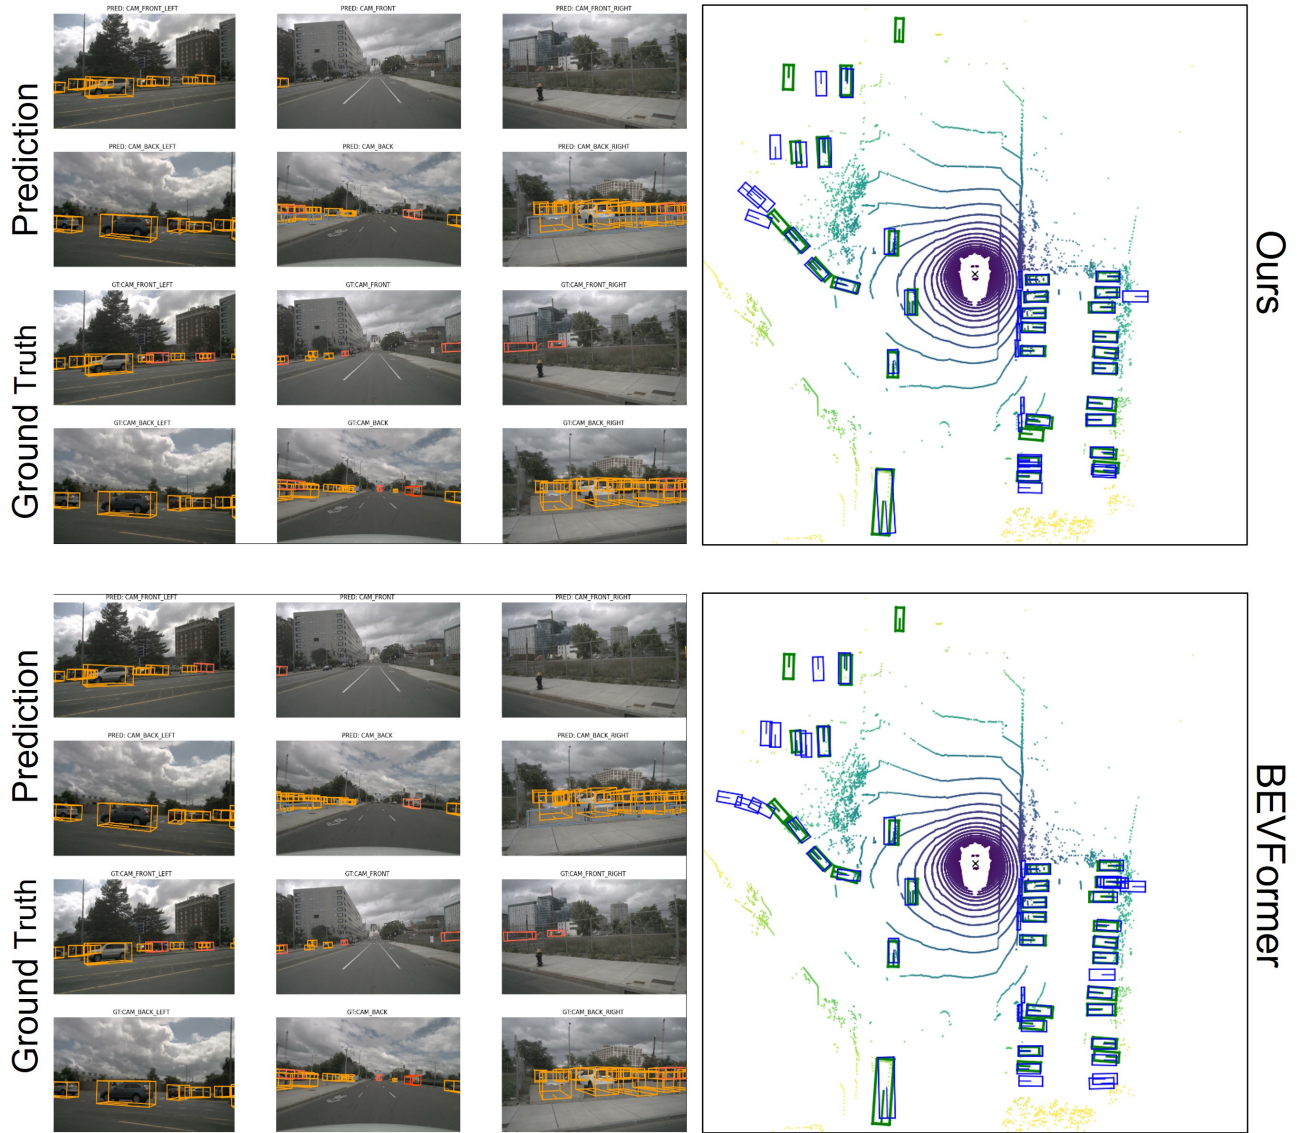 Prediction
PRED: CAM_FRONT_LEFT
PRED: CAM_FRONT
PRED: CAM_FRONT_RIGHT
PRED: CAM_BACK_LEFT
PRED: CAM_BACK
PRED: CAM_BACK_RIGHT
Ground Truth
GT:CAM_FRONT_LEFT
GT:CAM_FRONT
GT:CAM_FRONT_RIGHT
GT:CAM_BACK_LEFT
GT:CAM_BACK
GT:CAM_BACK_RIGHT
Ours
Prediction
PRED: CAM_FRONT_LEFT
PRED: CAM_FRONT
PRED: CAM_FRONT_RIGHT
PRED: CAM_BACK_LEFT
PRED: CAM_BACK
PRED: CAM_BACK_RIGHT
Ground Truth
GT:CAM_FRONT_LEFT
GT:CAM_FRONT
GT:CAM_FRONT_RIGHT
GT:CAM_BACK_LEFT
GT:CAM_BACK
GT:CAM_BACK_RIGHT
BEVFormer